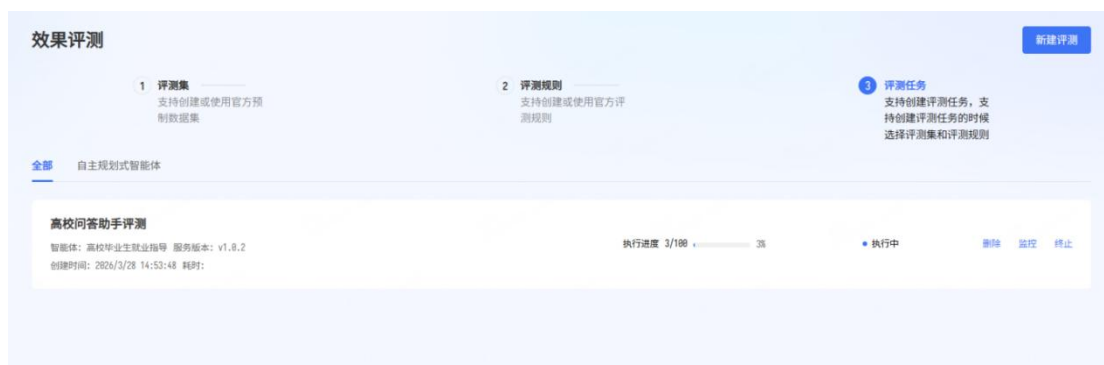 效果评测
新建评测
1 评测集
支持创建或使用官方预
制数据集
2 评测规则
支持创建或使用官方评
测规则
3 评测任务
支持创建评测任务，支
持创建评测任务的时候
选择评测集和评测规则
全部 自主规划式智能体
高校问答助手评测
智能体: 高校毕业生就业指导 服务版本: v1.0.2
创建时间: 2026/3/28 14:53:48 耗时:
执行进度 3/100 3%
执行中
删除 监控 终止